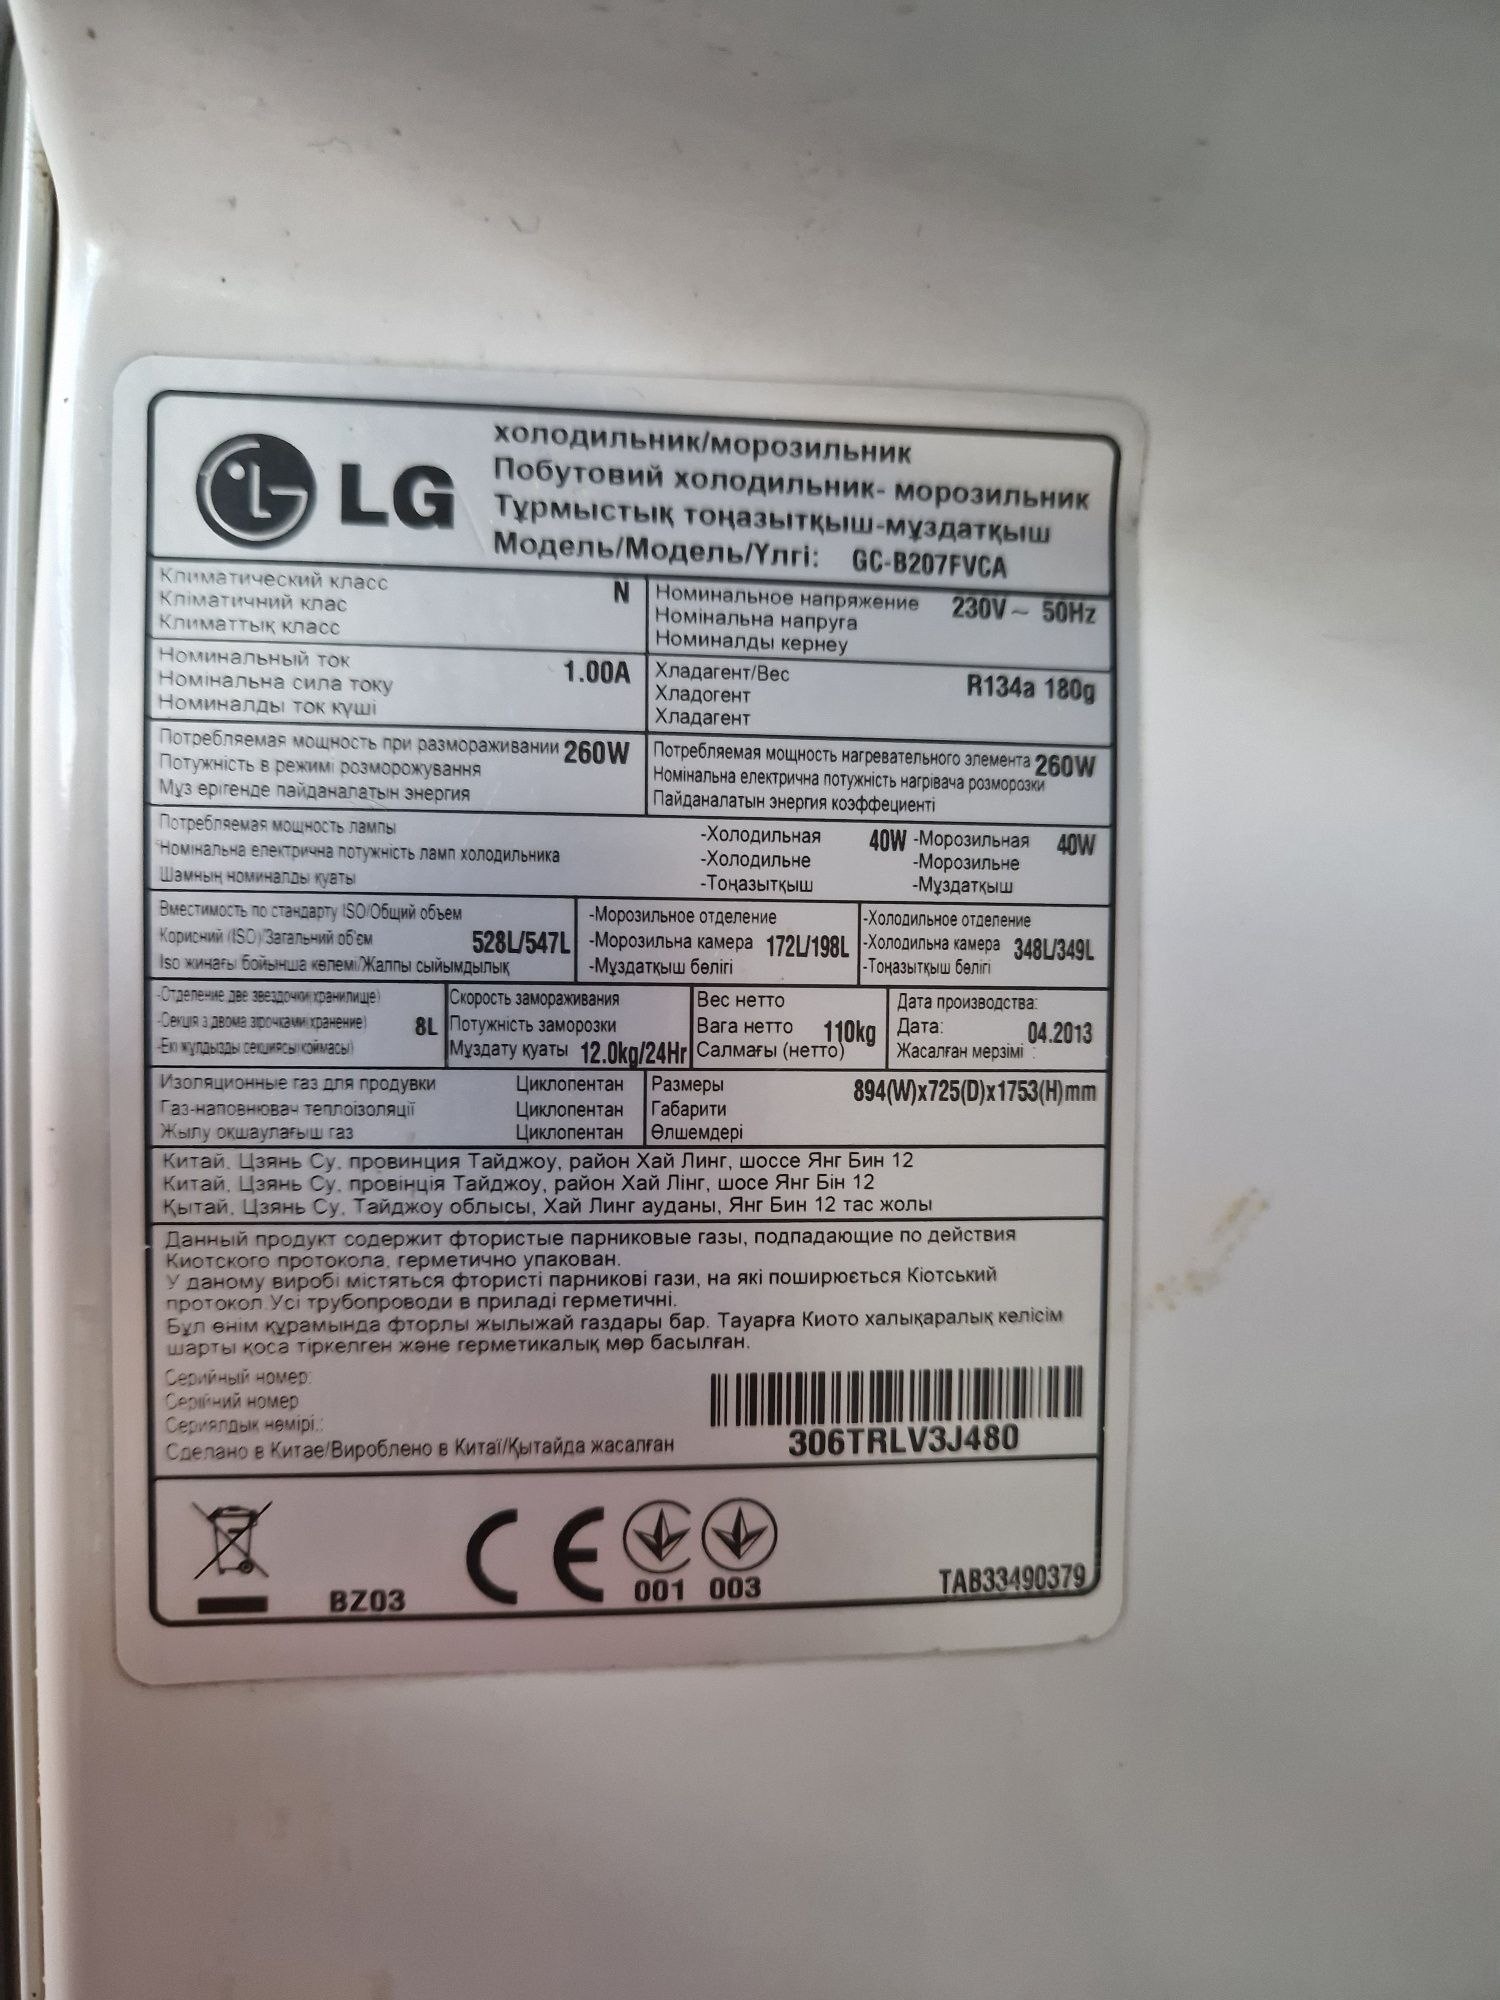 LG
холодильник/морозильник
Побутовий холодильник- морозильник
Тұрмыстық тоңазытқыш-мұздатқыш
Модель/Модель/Үлгі: GC-B207FVCA
Климатический класс N
Кліматичний клас
Климаттық класс
Номинальное напряжение 230V~ 50Hz
Номінальна напруга
Номиналды кернеу
Номинальный ток 1.00A
Номінальна сила току
Номиналды ток күші
Хладагент/Вес R134a 180g
Хладогент
Хладагент
Потребляемая мощность при размораживании 260W
Потужність в режимі розморожування
Мұз ерігенде пайданалатын энергия
Потребляемая мощность нагревательного элемента 260W
Номінальна електрична потужність нагрівача розморозки
Пайданалатын энергия коэффециенті
Потребляемая мощность лампы
Номінальна електрична потужність ламп холодильника
Шамның номиналды қуаты
-Холодильная 40W -Морозильная 40W
-Холодильне -Морозильне
-Тоңазытқыш -Мұздатқыш
Вместимость по стандарту ISO/Общий объем
Корисний (ISO)/Загальний об'єм 528L/547L
Iso жинағы бойынша көлемі/Жалпы сыйымдылық
-Морозильное отделение
-Морозильна камера 172L/198L
-Мұздатқыш бөлігі
-Холодильное отделение
-Холодильна камера 348L/349L
-Тоңазытқыш бөлігі
-Отделение две звездочки(хранилище)
-Секція з двома зірочками(хранение) 8L
-Екі жұлдызды секциясы(қоймасы)
Скорость замораживания
Потужність заморозки
Мұздату қуаты 12.0kg/24Hr
Вес нетто
Вага нетто 110kg
Салмағы (нетто)
Дата производства:
Дата: 04.2013
Жасалған мерзімі :
Изоляционные газ для продувки Циклопентан
Газ-наповнювач теплоізоляції Циклопентан
Жылу оқшаулағыш газ Циклопентан
Размеры 894(W)x725(D)x1753(H)mm
Габарити
Өлшемдері
Китай, Цзянь Су, провинция Тайджоу, район Хай Линг, шоссе Янг Бин 12
Китай, Цзянь Су, провінція Тайджоу, район Хай Лінг, шосе Янг Бін 12
Қытай, Цзянь Су, Тайджоу облысы, Хай Линг ауданы, Янг Бин 12 тас жолы
Данный продукт содержит фтористые парниковые газы, подпадающие по действия
Киотского протокола, герметично упакован.
У даному виробі містяться фтористі парникові гази, на які поширюється Кіотський
протокол.Усі трубопроводи в приладі герметичні.
Бұл өнім құрамында фторлы жылыжай газдары бар. Тауарға Киото халықаралық келісім
шарты қоса тіркелген және герметикалық мөр басылған.
Серийный номер:
Серійний номер
Сериялдық нөмірі.:
Сделано в Китае/Вироблено в Китаї/Қытайда жасалған
306TRLV3J480
BZ03
CE
001 003
TAB33490379